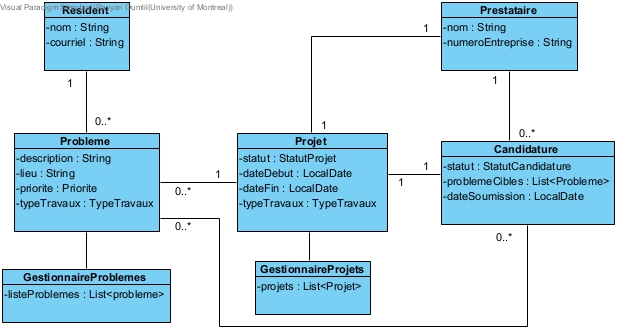 Visual Paradigm
(University of Montreal))
Resident
-nom : String
-courriel : String
Prestataire
-nom : String
-numeroEntreprise : String
1
1
1
0..*
1
0..*
Probleme
-description : String
-lieu : String
-priorite : Priorite
-typeTravaux : TypeTravaux
Projet
-statut : StatutProjet
-dateDebut : LocalDate
-dateFin : LocalDate
-typeTravaux : TypeTravaux
Candidature
-statut : StatutCandidature
-problemeCibles : List<Probleme>
-dateSoumission : LocalDate
1
0..*
1
1
0..*
0..*
GestionnaireProblemes
-listeProblemes : List<probleme>
GestionnaireProjets
-projets : List<Projet>